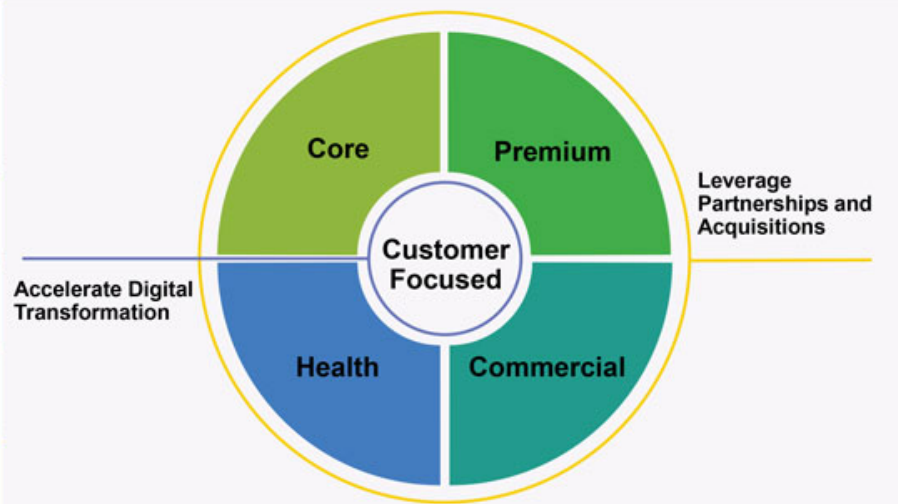 Core
Premium
Leverage
Partnerships and
Acquisitions
Customer
Focused
Accelerate Digital
Transformation
Health
Commercial